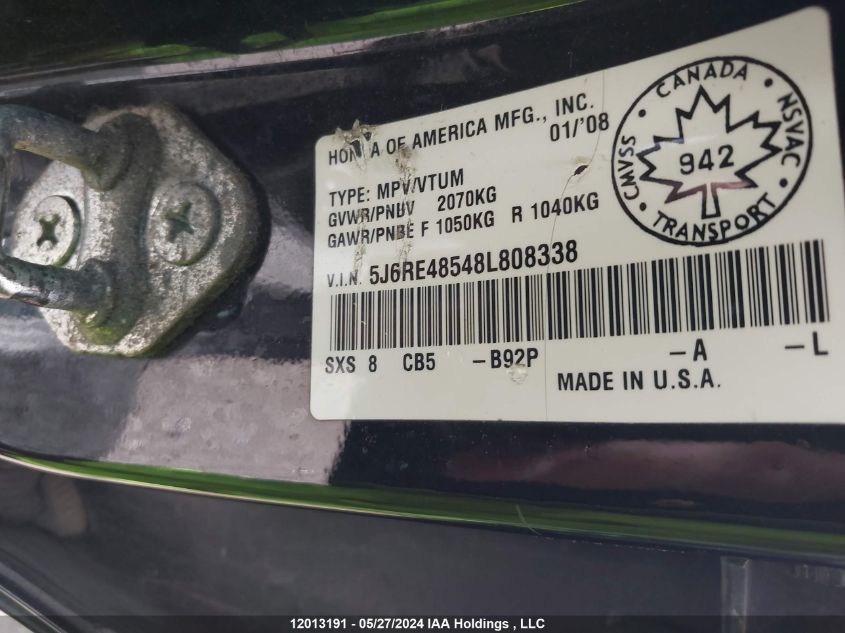 HONDA OF AMERICA MFG., INC.
01/'08
TYPE: MPV/VTUM
GVWR/PNBV 2070KG
GAWR/PNBE F 1050KG R 1040KG
V.I.N. 5J6RE48548L808338
SXS 8 CB5 -B92P -A -L
MADE IN U.S.A.
CANADA
CMVSS 942 NSVAC
TRANSPORT
12013191 - 05/27/2024 IAA Holdings , LLC